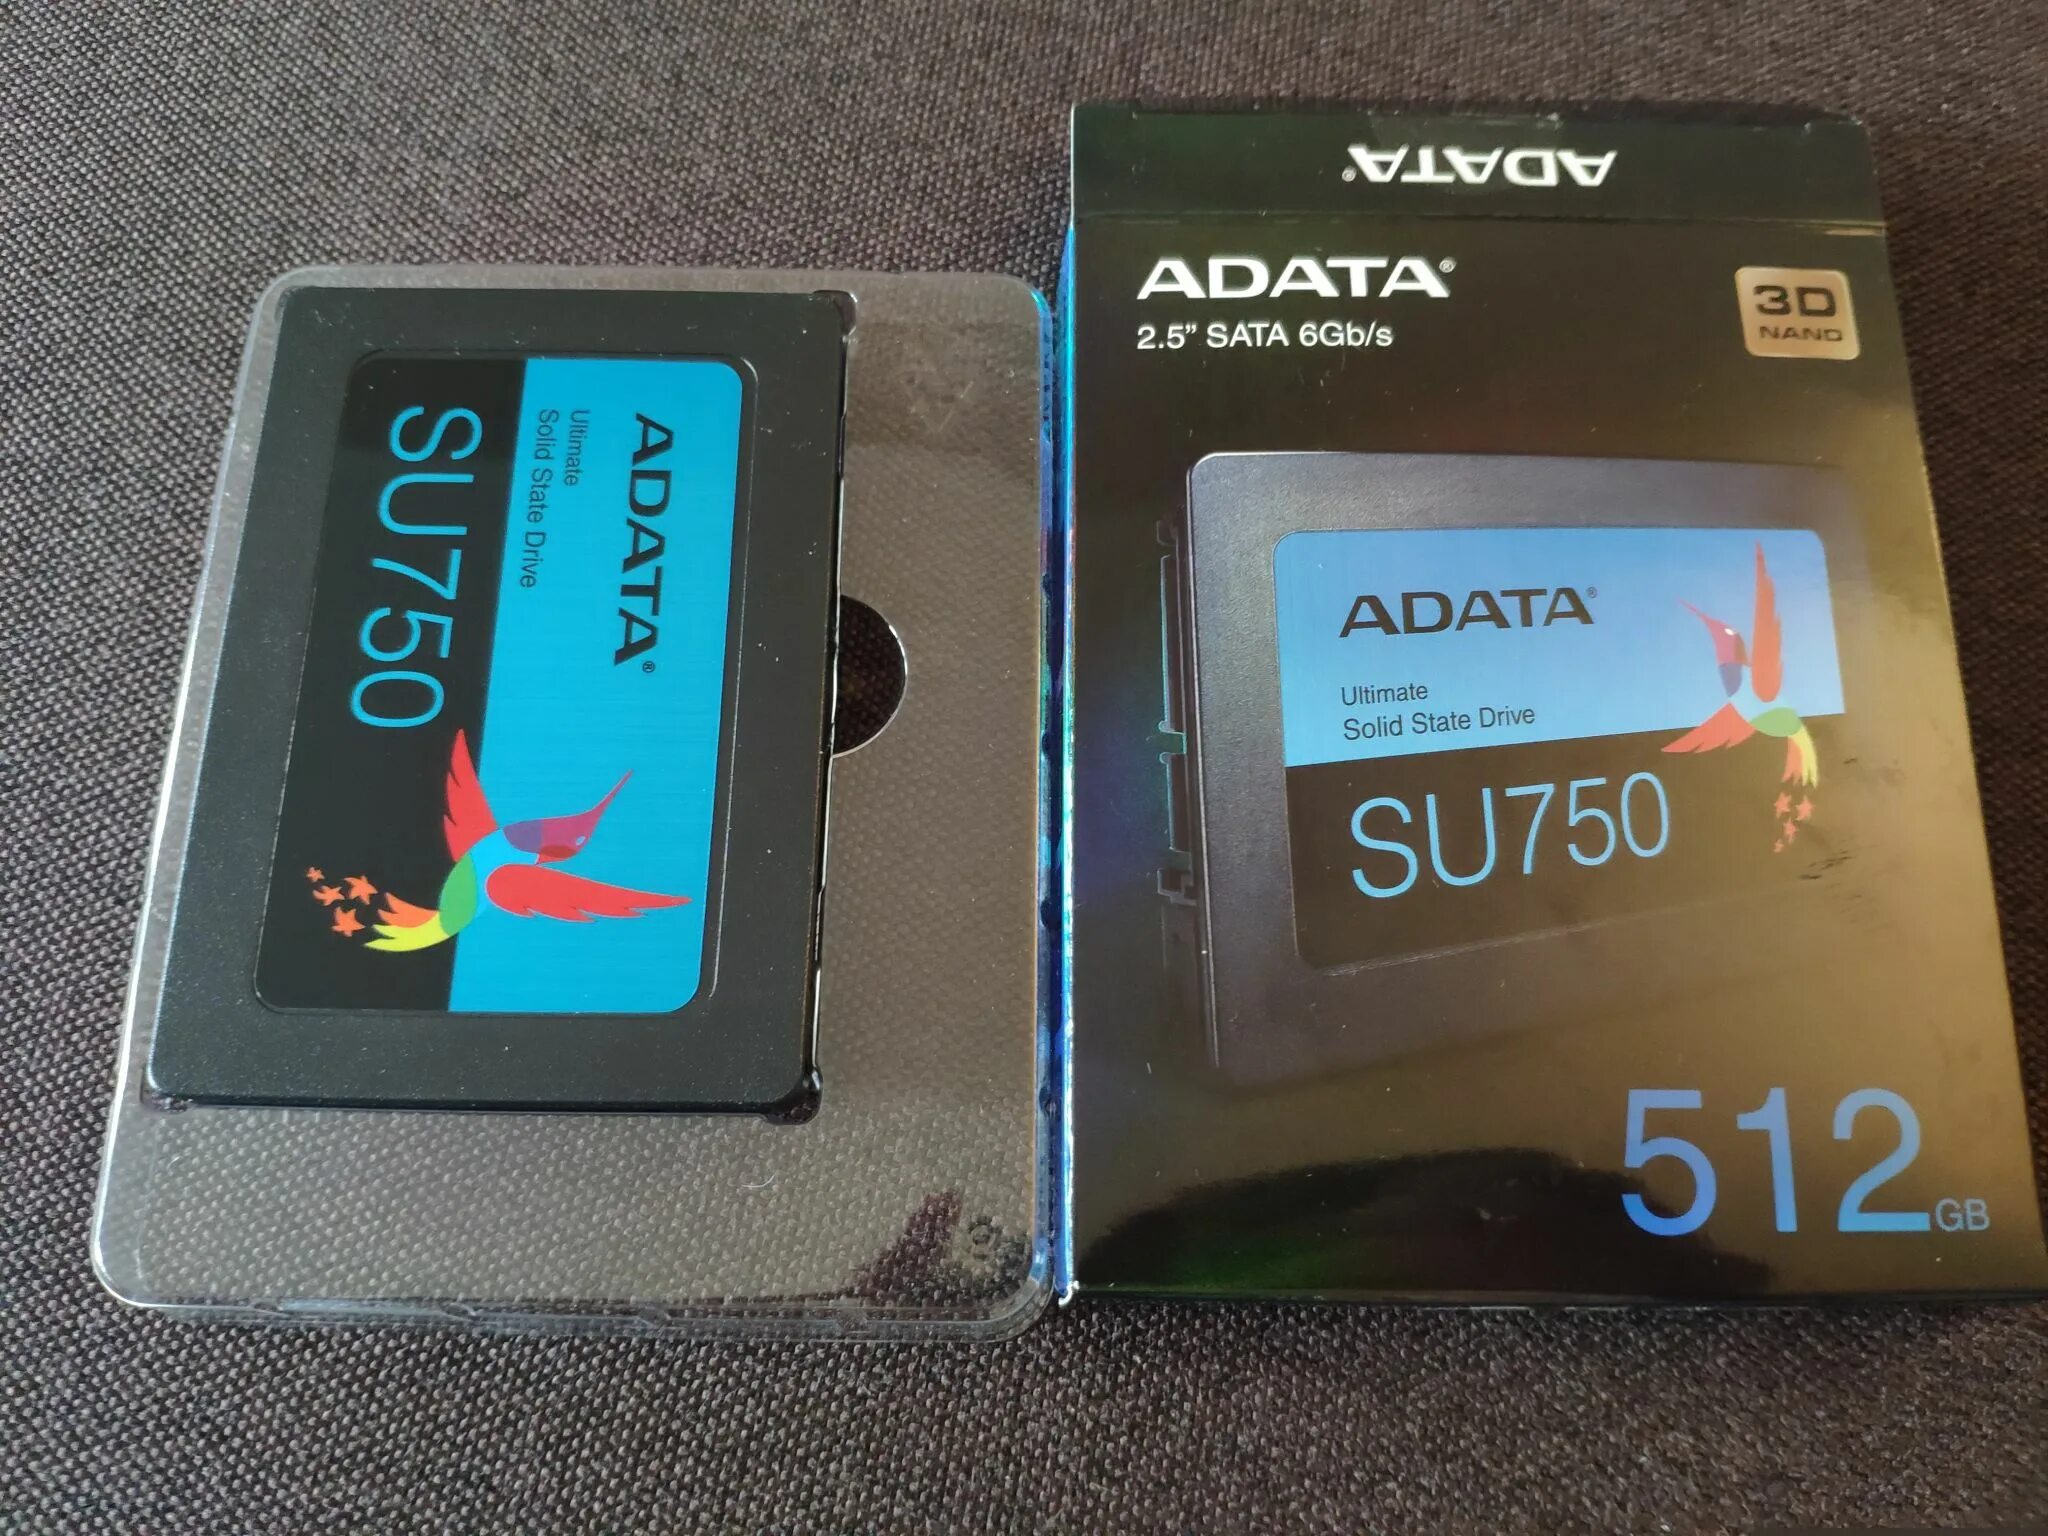 ADATA®
Ultimate
Solid State Drive
SU750
ADATA®
ADATA®
2.5” SATA 6Gb/s
3D
NAND
ADATA®
Ultimate
Solid State Drive
SU750
512GB